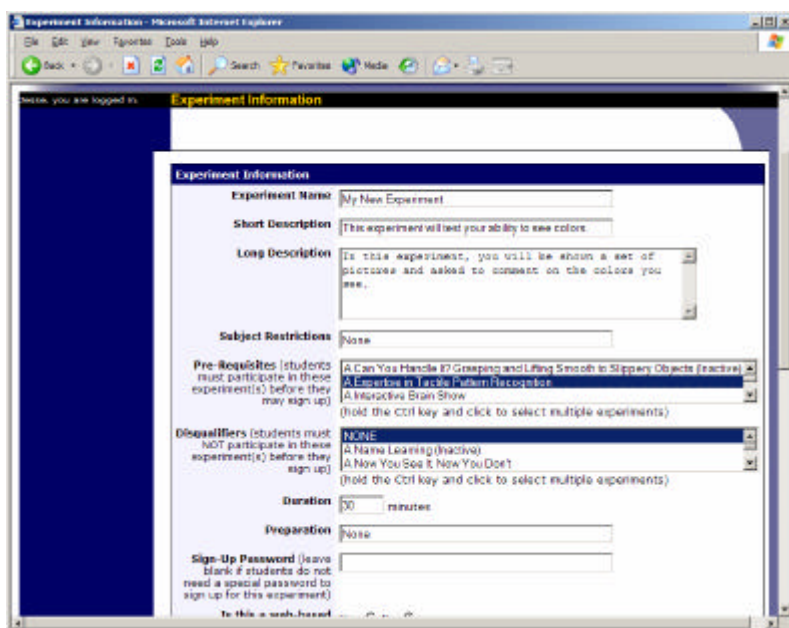 Experiment Information - Microsoft Internet Explorer
File Edit View Favorites Tools Help
Back Search Favorites Media
Jesse, you are logged in.
Experiment Information
Experiment Information
Experiment Name My New Experiment
Short Description This experiment will test your ability to see colors.
Long Description In this experiment, you will be shown a set of
pictures and asked to comment on the colors you
see.
Subject Restrictions None
Pre-Requisites (students
must participate in these
experiment(s) before they
may sign up)
A Can You Handle It? Grasping and Lifting Smooth to Slippery Objects (Inactive)
A Expertise in Tactile Pattern Recognition
A Interactive Brain Show
(hold the Ctrl key and click to select multiple experiments)
Disqualifiers (students must
NOT participate in these
experiment(s) before they
sign up)
NONE
A Name Learning (Inactive)
A Now You See It, Now You Don't
(hold the Ctrl key and click to select multiple experiments)
Duration 30 minutes
Preparation None
Sign-Up Password (leave
blank if students do not
need a special password to
sign up for this experiment)
Is this a web-based